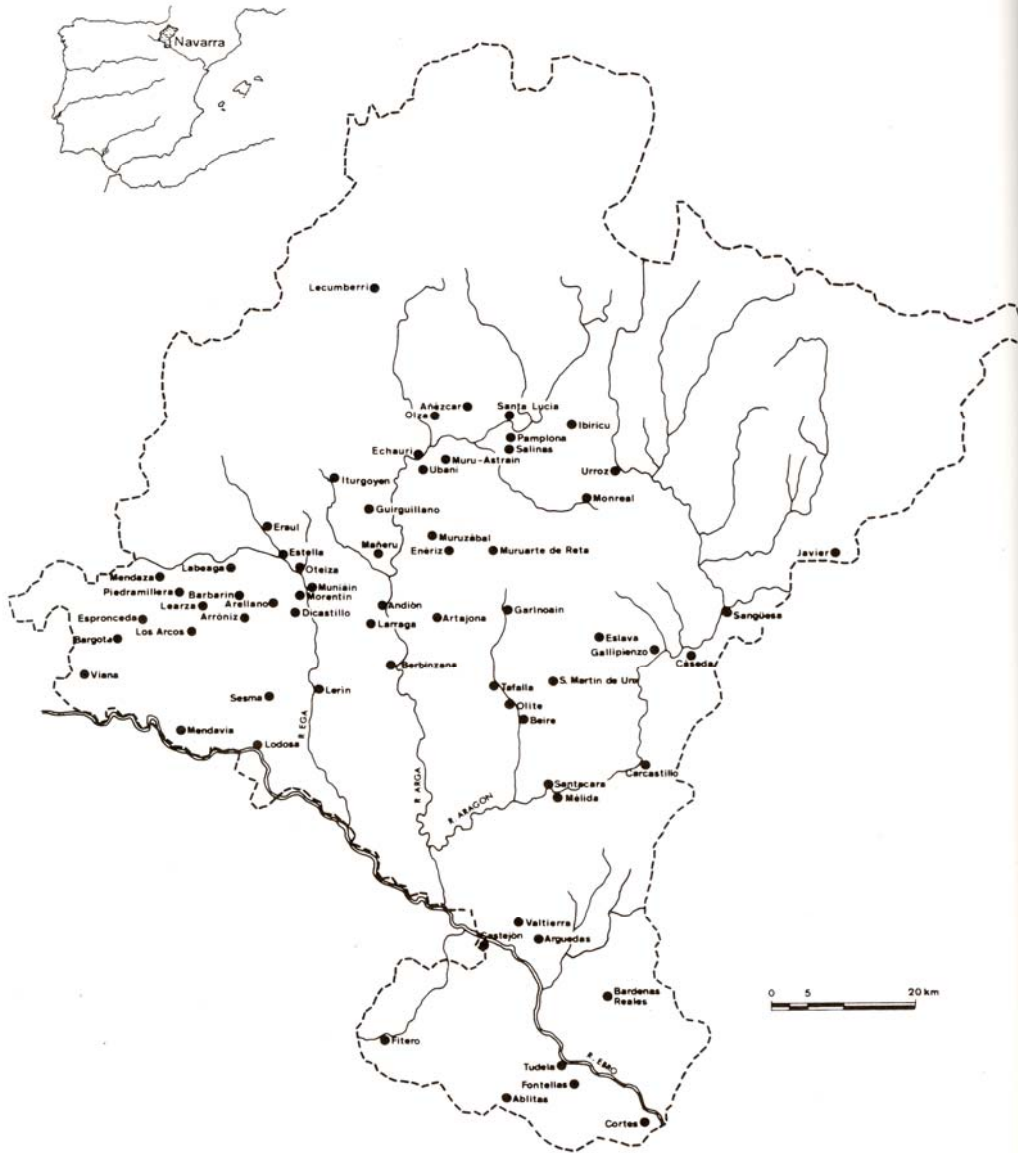 Navarra
Lecumberri
Añézcar
Olza
Santa Lucia
Ibiricu
Pamplona
Salinas
Echauri
Muru-Astrain
Ubani
Urroz
Iturgoyen
Monreal
Guirguillano
Eraul
Muruzábal
Mañeru
Enériz
Muruarte de Reta
Javier
Estella
Labeaga
Oteiza
Mendaza
Muniáin
Piedramillera
Barbarin
Morentin
Learza
Arellano
Andión
Garinoain
Dicastillo
Sangüesa
Espronceda
Arróniz
Larraga
Artajona
Los Arcos
Bargota
Eslava
Gallipienzo
Cáseda
Berbinzana
Viana
S. Martin de Unx
Tafalla
Lerin
Sesma
Olite
Beire
R. EGA
Mendavia
Lodosa
Carcastillo
R. ARGA
Santacara
Mélida
R. ARAGON
Valtierra
Castejón
Arguedas
Bardenas
Reales
0 5 20 km
Fitero
Tudela
R. EBRO
Fontellas
Ablitas
Cortes